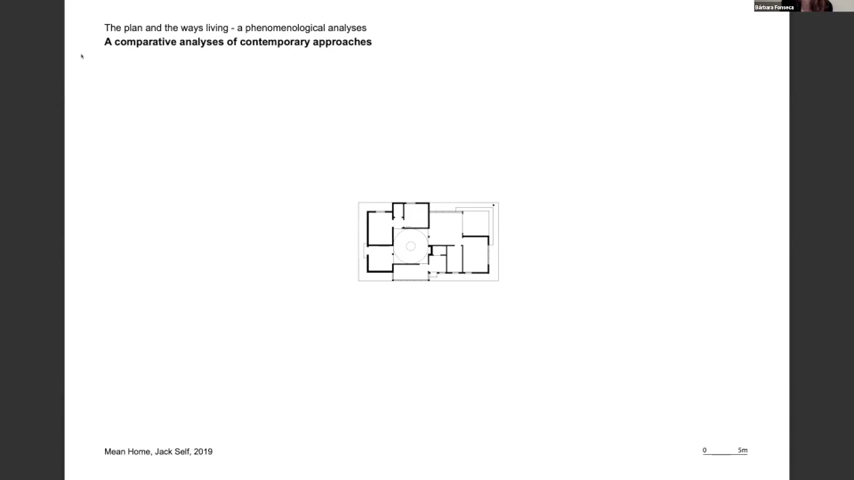 Bárbara Fonseca
The plan and the ways living - a phenomenological analyses
A comparative analyses of contemporary approaches
Mean Home, Jack Self, 2019
0 5m